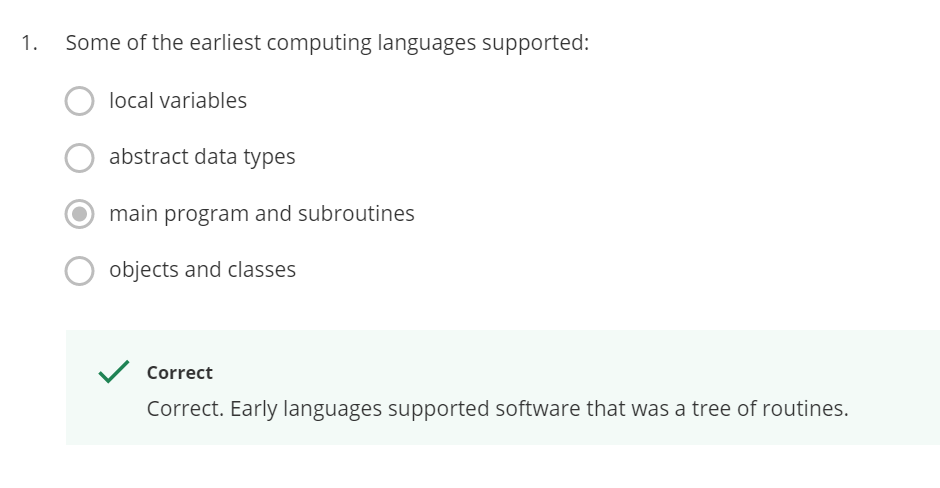 1. Some of the earliest computing languages supported:
local variables
abstract data types
main program and subroutines
objects and classes
Correct
Correct. Early languages supported software that was a tree of routines.